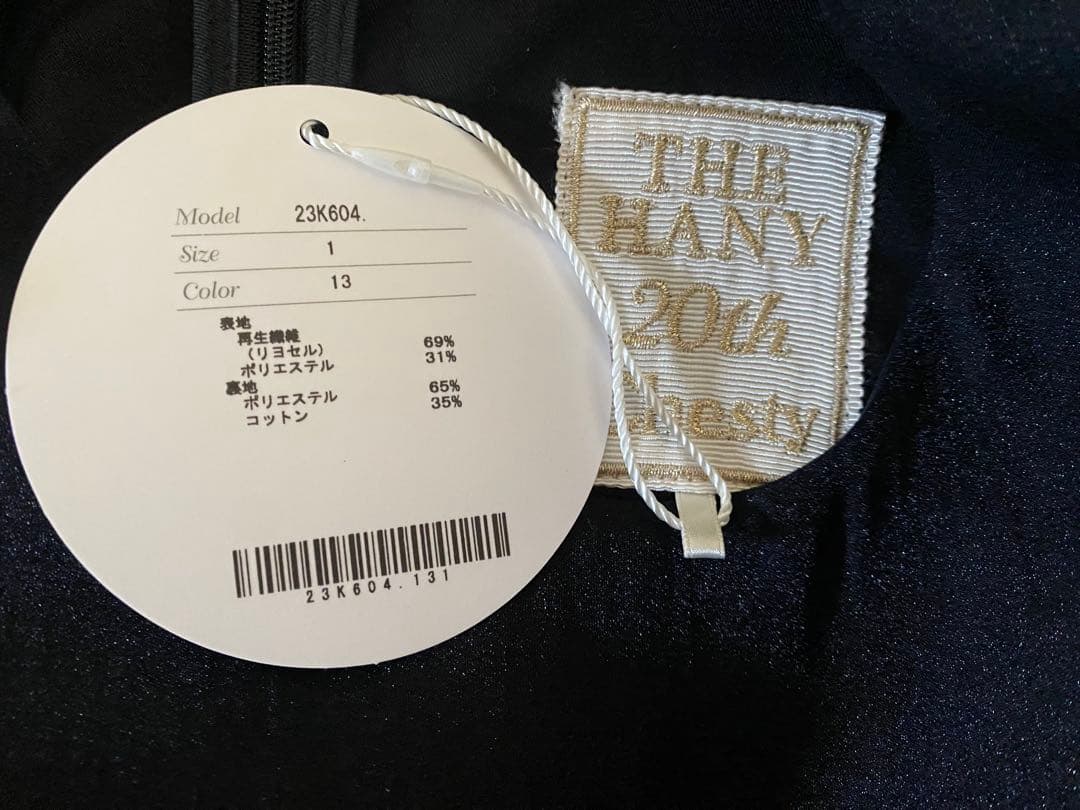 Model 23K604.
Size 1
Color 13
表地
再生繊維 69%
(リヨセル)
ポリエステル 31%
裏地
ポリエステル 65%
コットン 35%
23K604.131
THE
HANY
20th